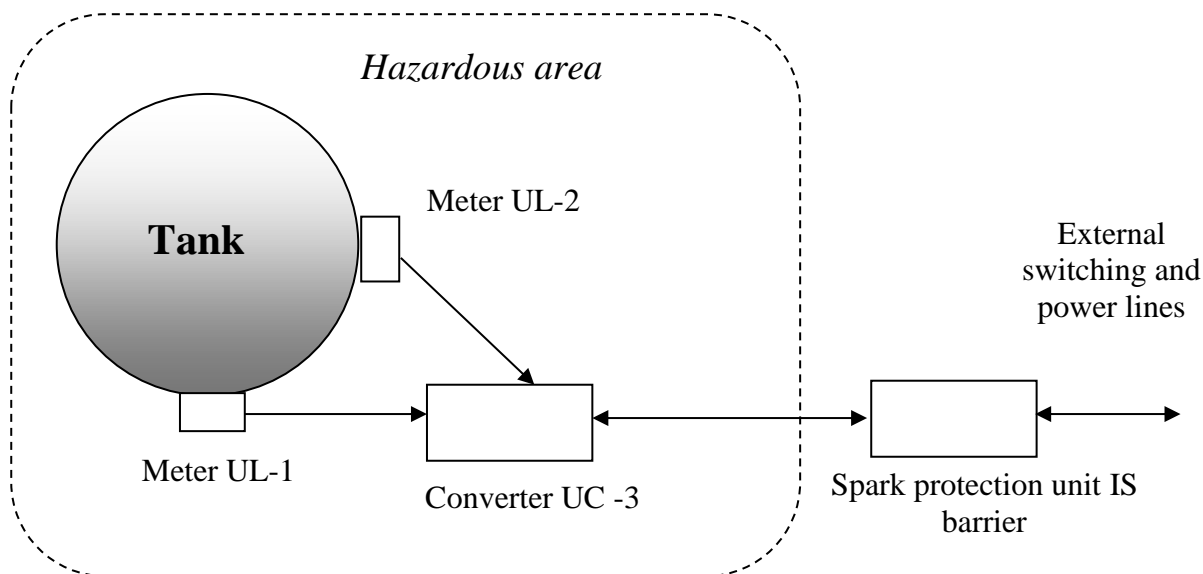 Hazardous area
Meter UL-2
Tank
External
switching and
power lines
Meter UL-1
Converter UC -3
Spark protection unit IS
barrier